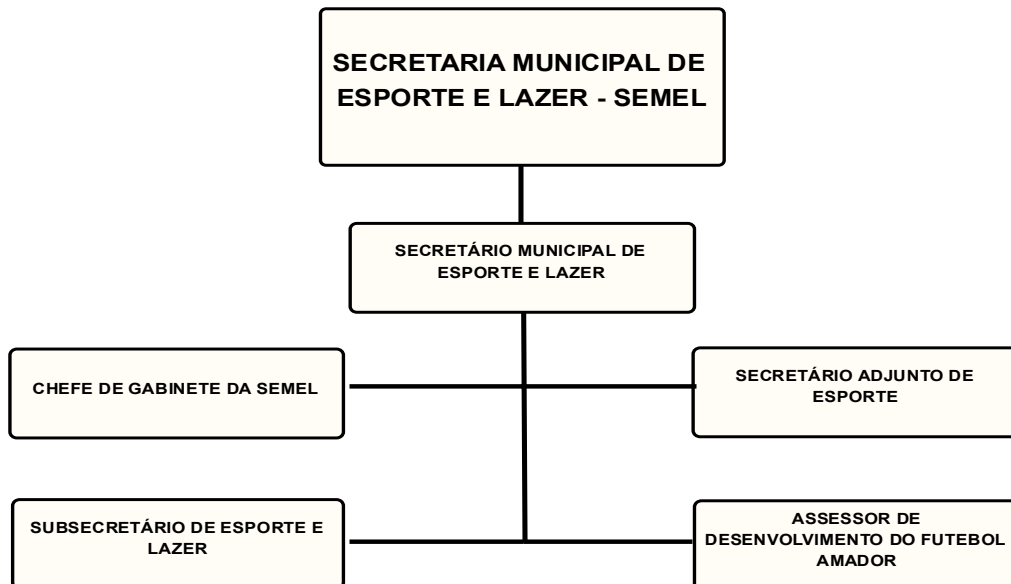 SECRETARIA MUNICIPAL DE
ESPORTE E LAZER - SEMEL
SECRETÁRIO MUNICIPAL DE
ESPORTE E LAZER
CHEFE DE GABINETE DA SEMEL
SECRETÁRIO ADJUNTO DE
ESPORTE
SUBSECRETÁRIO DE ESPORTE E
LAZER
ASSESSOR DE
DESENVOLVIMENTO DO FUTEBOL
AMADOR